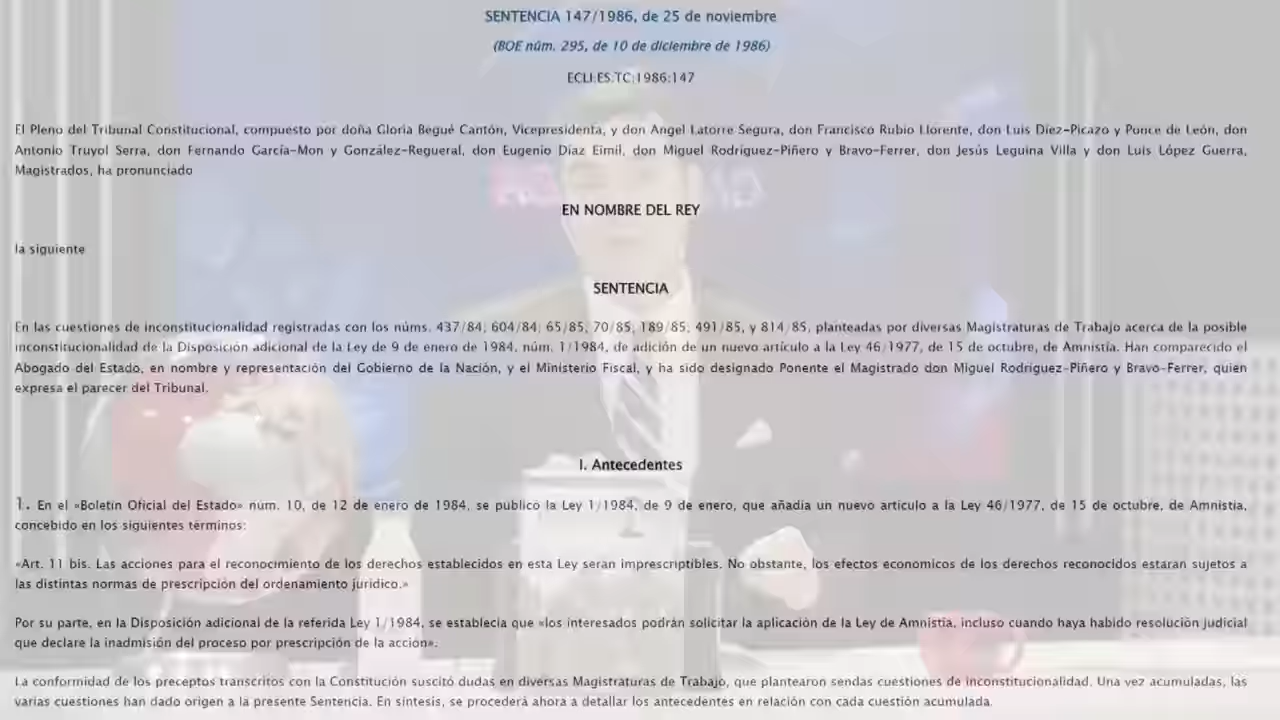 SENTENCIA 147/1986, de 25 de noviembre
(BOE núm. 295, de 10 de diciembre de 1986)
ECLI:ES:TC:1986:147
El Pleno del Tribunal Constitucional, compuesto por doña Gloria Begué Cantón, Vicepresidenta, y don Angel Latorre Segura, don Francisco Rubio Llorente, don Luis Díez-Picazo y Ponce de León, don
Antonio Truyol Serra, don Fernando García-Mon y González-Regueral, don Eugenio Díaz Eimil, don Miguel Rodríguez-Piñero y Bravo-Ferrer, don Jesús Leguina Villa y don Luis López Guerra,
Magistrados, ha pronunciado
EN NOMBRE DEL REY
la siguiente
SENTENCIA
En las cuestiones de inconstitucionalidad registradas con los núms. 437/84; 604/84; 65/85, 70/85; 189/85; 491/85, y 814/85, planteadas por diversas Magistraturas de Trabajo acerca de la posible
inconstitucionalidad de la Disposición adicional de la Ley de 9 de enero de 1984, núm. 1/1984, de adición de un nuevo artículo a la Ley 46/1977, de 15 de octubre, de Amnistía. Han comparecido el
Abogado del Estado, en nombre y representación del Gobierno de la Nación, y el Ministerio Fiscal, y ha sido designado Ponente el Magistrado don Miguel Rodríguez-Piñero y Bravo-Ferrer, quien
expresa el parecer del Tribunal.
I. Antecedentes
1. En el «Boletín Oficial del Estado» núm. 10, de 12 de enero de 1984, se publicó la Ley 1/1984, de 9 de enero, que añadía un nuevo artículo a la Ley 46/1977, de 15 de octubre, de Amnistía,
concebido en los siguientes términos:
«Art. 11 bis. Las acciones para el reconocimiento de los derechos establecidos en esta Ley serán imprescriptibles. No obstante, los efectos económicos de los derechos reconocidos estarán sujetos a
las distintas normas de prescripción del ordenamiento jurídico.»
Por su parte, en la Disposición adicional de la referida Ley 1/1984, se establecía que «los interesados podrán solicitar la aplicación de la Ley de Amnistía, incluso cuando haya habido resolución judicial
que declare la inadmisión del proceso por prescripción de la acción».
La conformidad de los preceptos transcritos con la Constitución suscitó dudas en diversas Magistraturas de Trabajo, que plantearon sendas cuestiones de inconstitucionalidad. Una vez acumuladas, las
varias cuestiones han dado origen a la presente Sentencia. En síntesis, se procederá ahora a detallar los antecedentes en relación con cada cuestión acumulada.